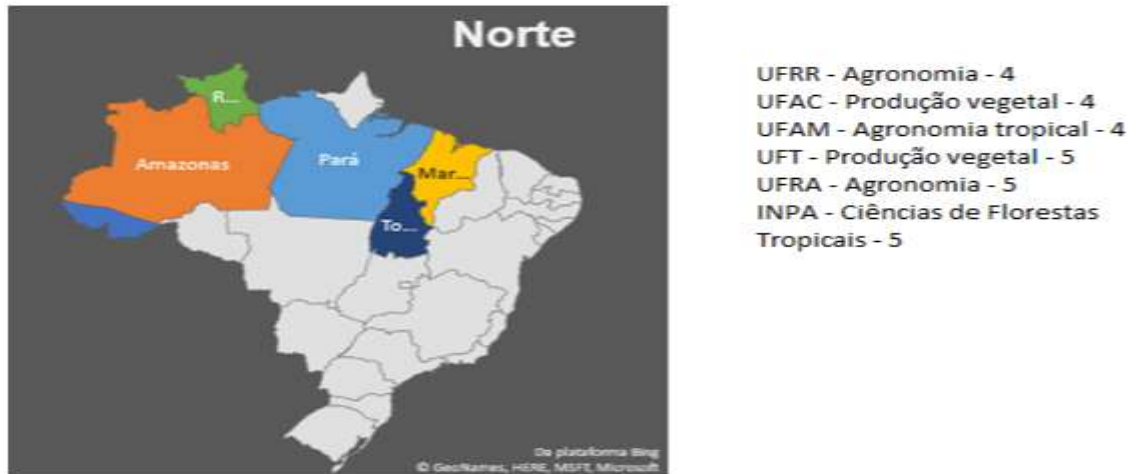 Norte
R...
Amazonas
Pará
Mar...
To...
Da plataforma Bing
© GeoNames, HERE, MSFT, Microsoft
UFRR - Agronomia - 4
UFAC - Produção vegetal - 4
UFAM - Agronomia tropical - 4
UFT - Produção vegetal - 5
UFRA - Agronomia - 5
INPA - Ciências de Florestas
Tropicais - 5